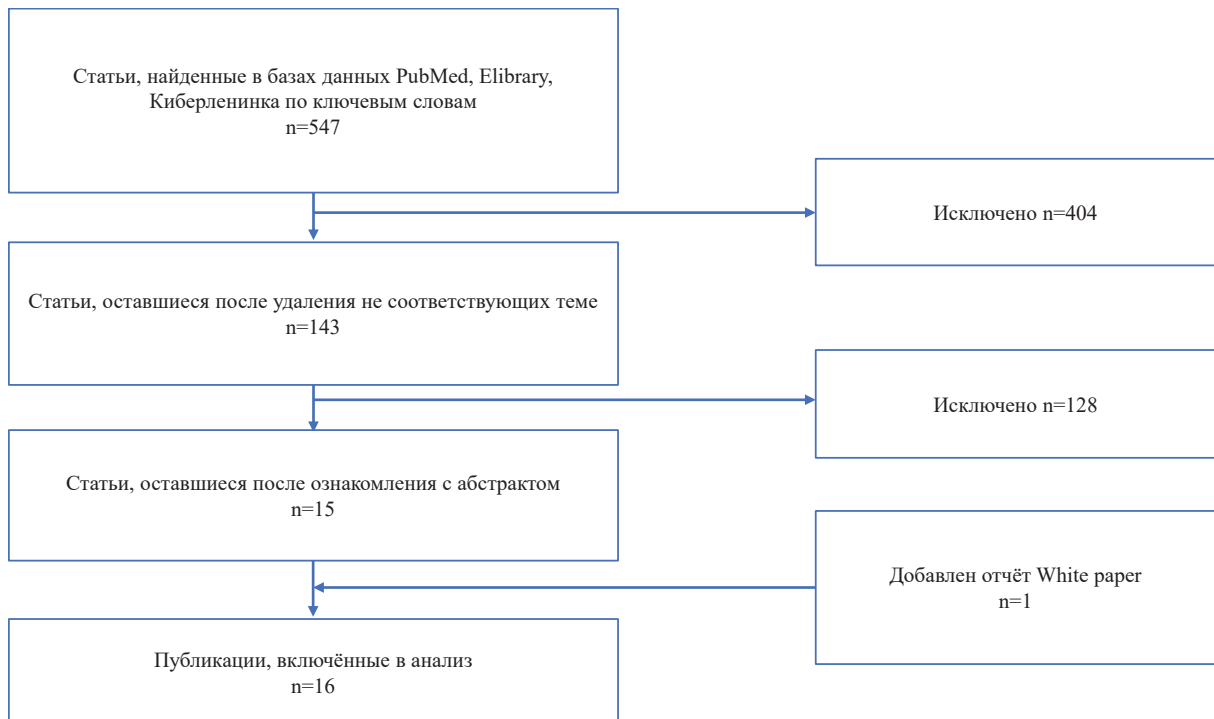 Статьи, найденные в базах данных PubMed, Elibrary,
Киберленинка по ключевым словам
n=547
Исключено n=404
Статьи, оставшиеся после удаления не соответствующих теме
n=143
Исключено n=128
Статьи, оставшиеся после ознакомления с абстрактом
n=15
Добавлен отчёт White paper
n=1
Публикации, включённые в анализ
n=16